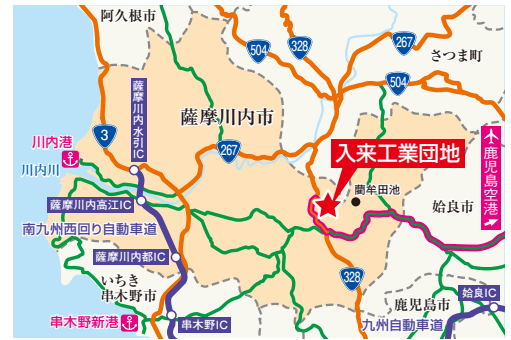 阿久根市
504
328
267
さつま町
504
薩摩川内水引IC
薩摩川内市
3
川内港
267
入来工業団地
川内川
藺牟田池
鹿児島空港
薩摩川内高江IC
姶良市
南九州西回り自動車道
薩摩川内都IC
いちき
串木野市
328
姶良IC
鹿児島市
串木野新港
串木野IC
九州自動車道